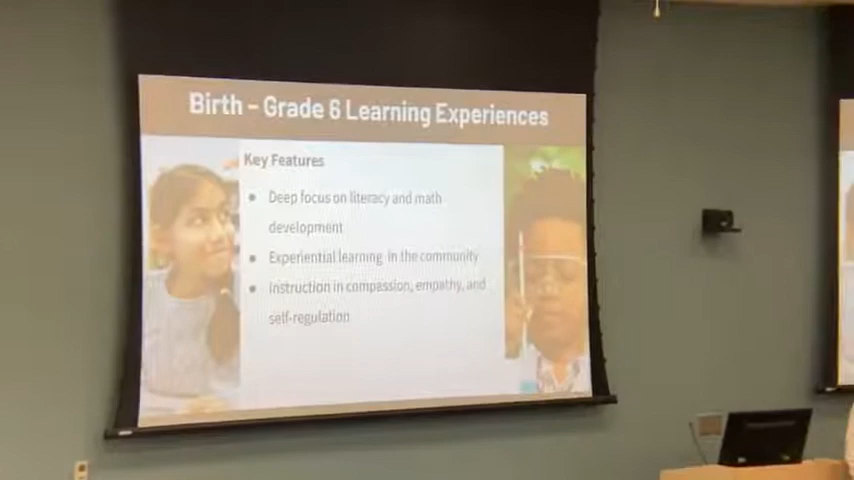 Birth – Grade 6 Learning Experiences
Key Features
● Deep focus on literacy and math
development
● Experiential learning in the community
● Instruction in compassion, empathy, and
self-regulation